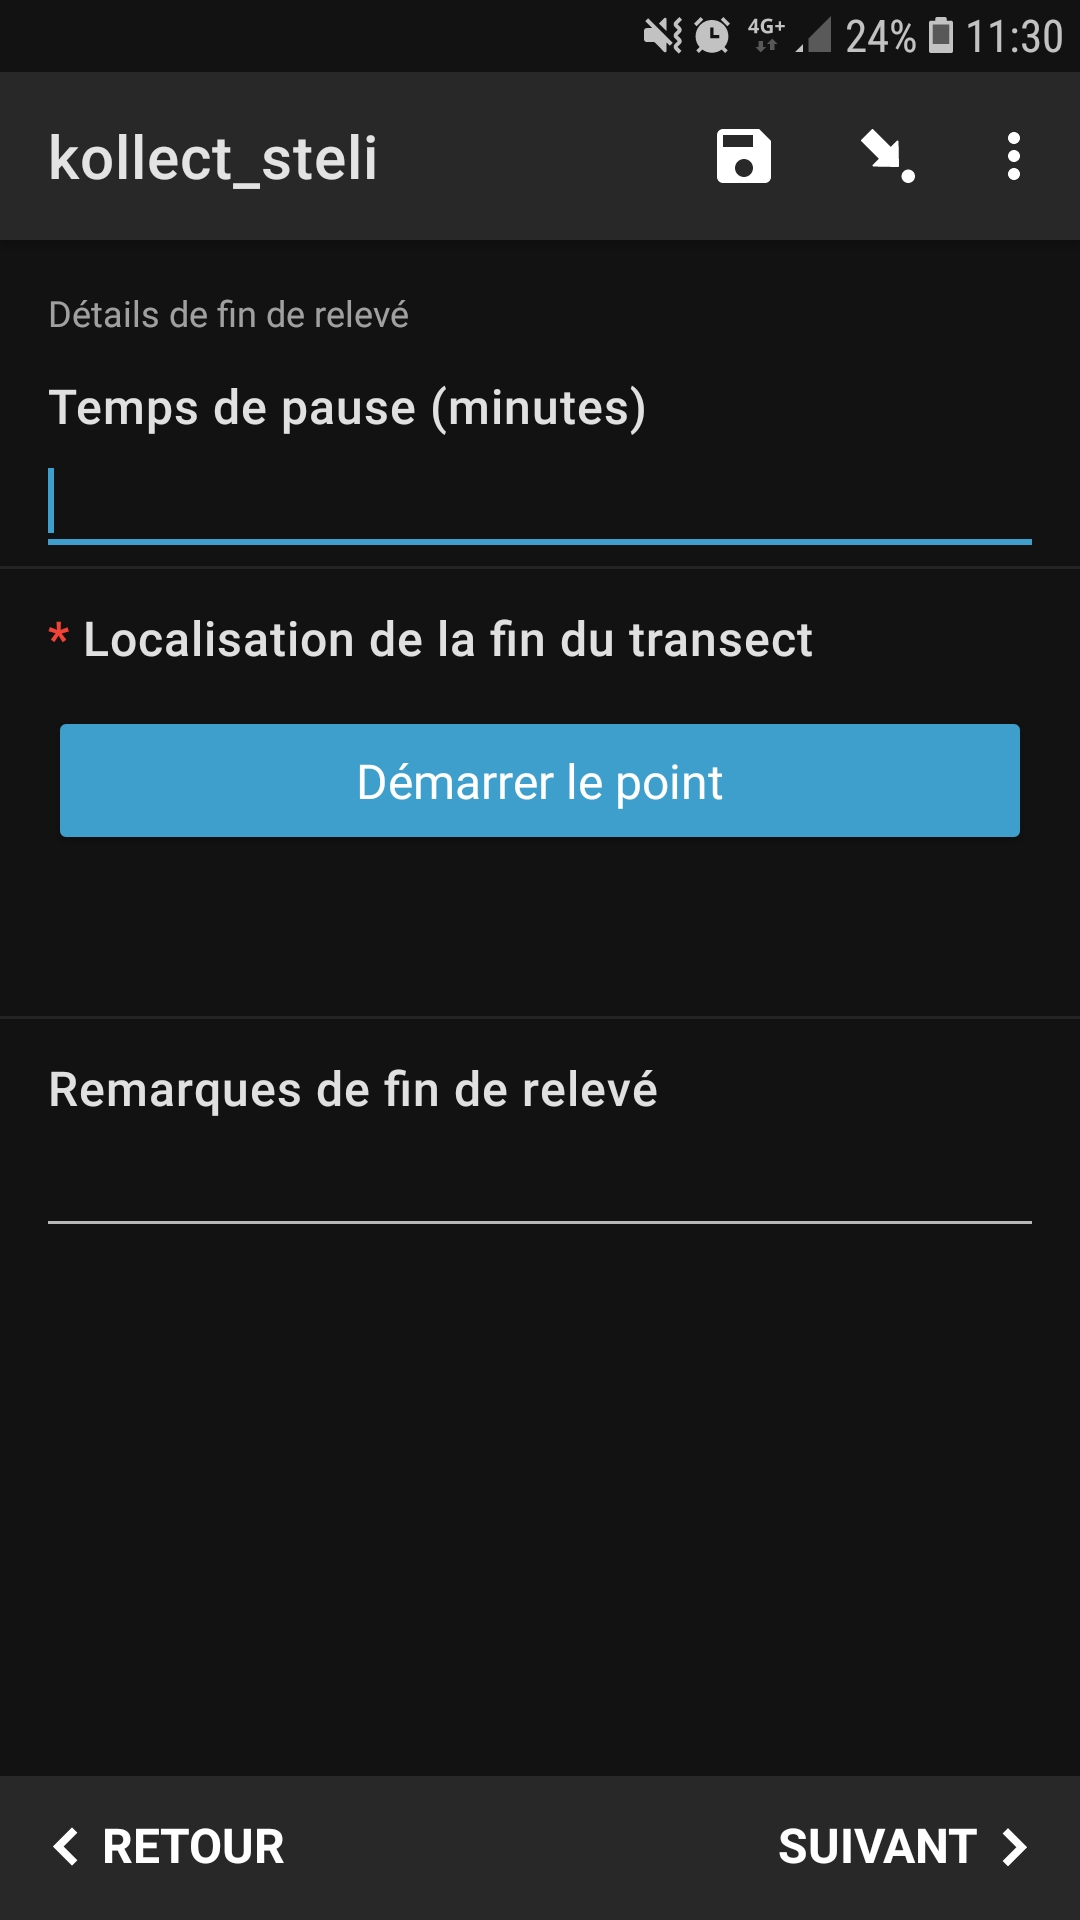 4G+ 24% 11:30
kollect_steli
Détails de fin de relevé
Temps de pause (minutes)
* Localisation de la fin du transect
Démarrer le point
Remarques de fin de relevé
RETOUR SUIVANT